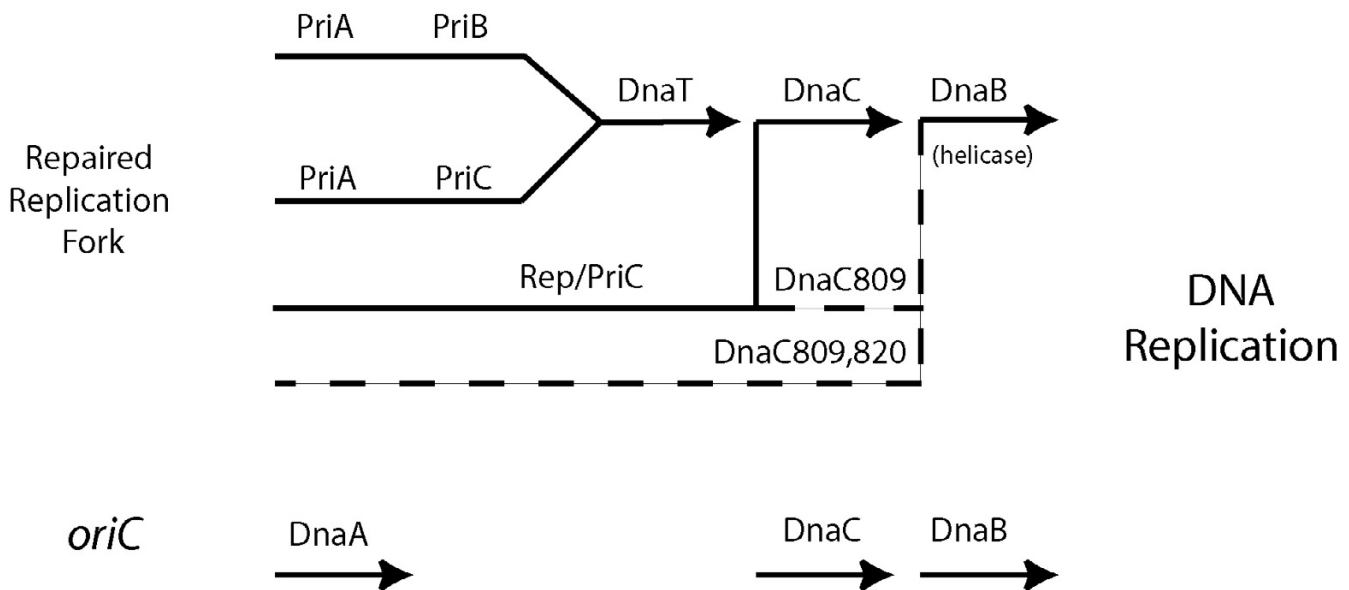 PriA PriB
DnaT DnaC DnaB
(helicase)
Repaired
Replication
Fork
PriA PriC
Rep/PriC DnaC809
DnaC809,820
DNA
Replication
oriC DnaA DnaC DnaB